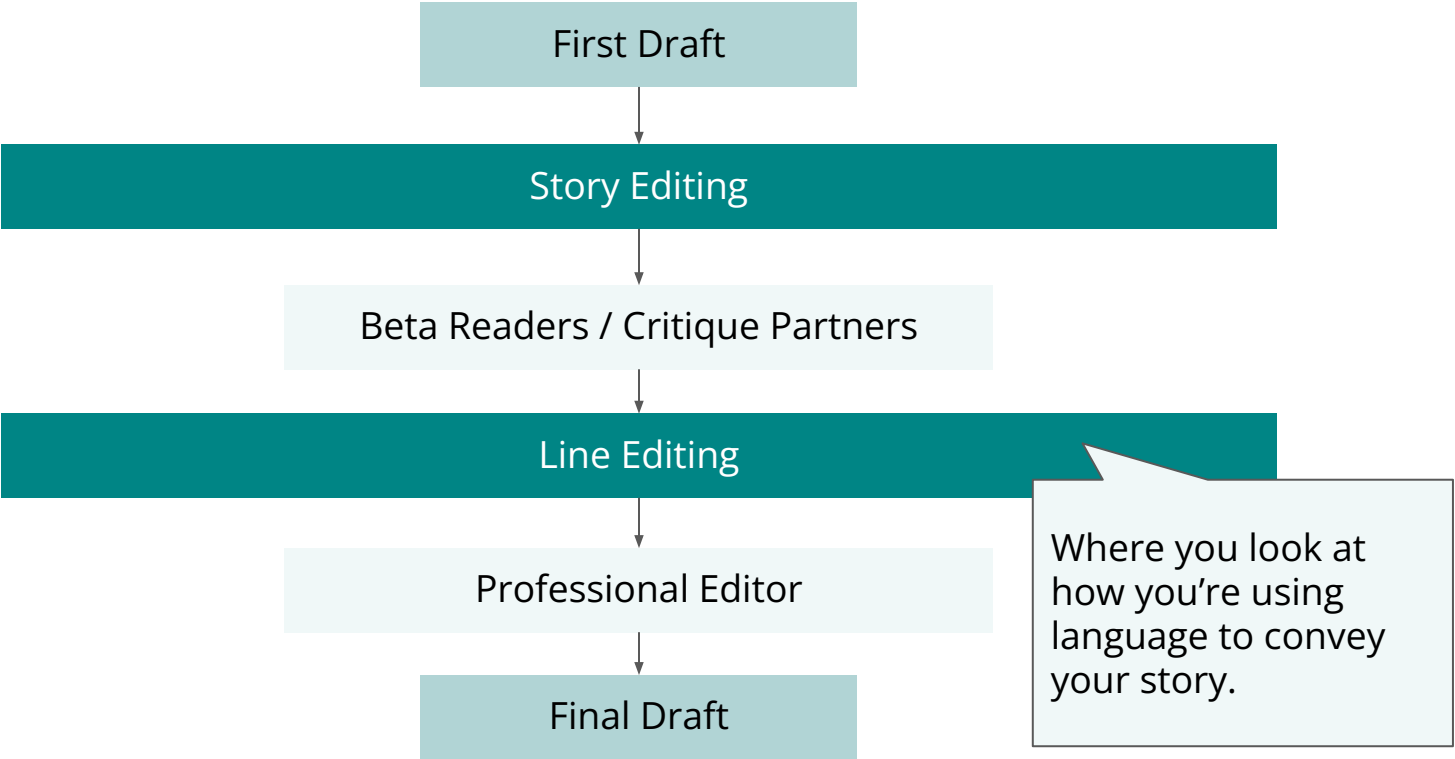 First Draft
Story Editing
Beta Readers / Critique Partners
Line Editing
Where you look at
how you’re using
language to convey
your story.
Professional Editor
Final Draft